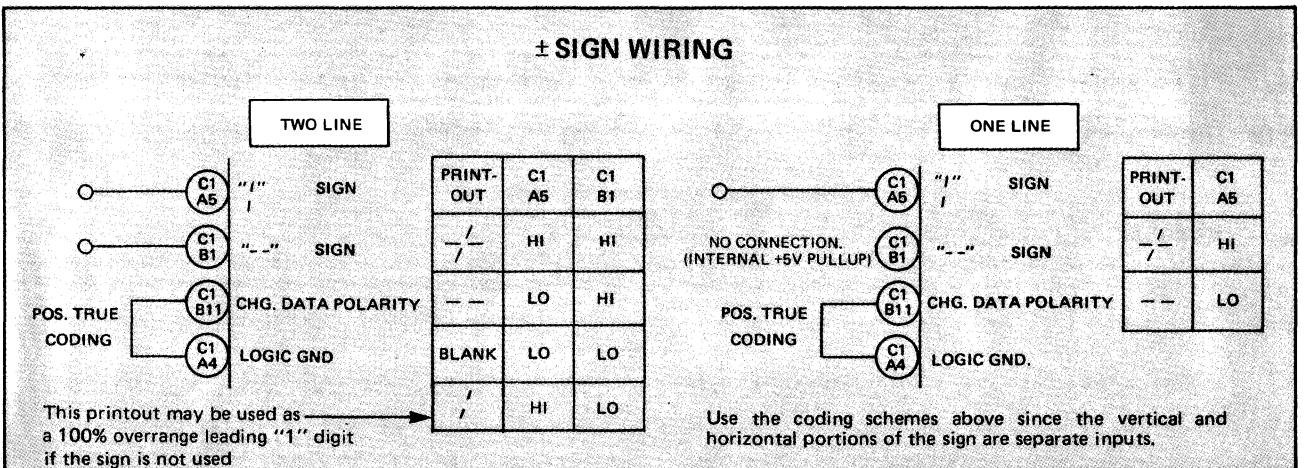 ± SIGN WIRING
TWO LINE
C1 A5 "/" SIGN
/
C1 B1 "--" SIGN
C1 B11 CHG. DATA POLARITY
C1 A4 LOGIC GND
POS. TRUE
CODING
PRINT-OUT C1 A5 C1 B1
-/- HI HI
/
-- LO HI
BLANK LO LO
/ HI LO
/
This printout may be used as
a 100% overrange leading "1" digit
if the sign is not used
ONE LINE
C1 A5 "/" SIGN
/
NO CONNECTION.
(INTERNAL +5V PULLUP) C1 B1 "--" SIGN
C1 B11 CHG. DATA POLARITY
C1 A4 LOGIC GND.
POS. TRUE
CODING
PRINT-OUT C1 A5
-/- HI
/
-- LO
Use the coding schemes above since the vertical and
horizontal portions of the sign are separate inputs.